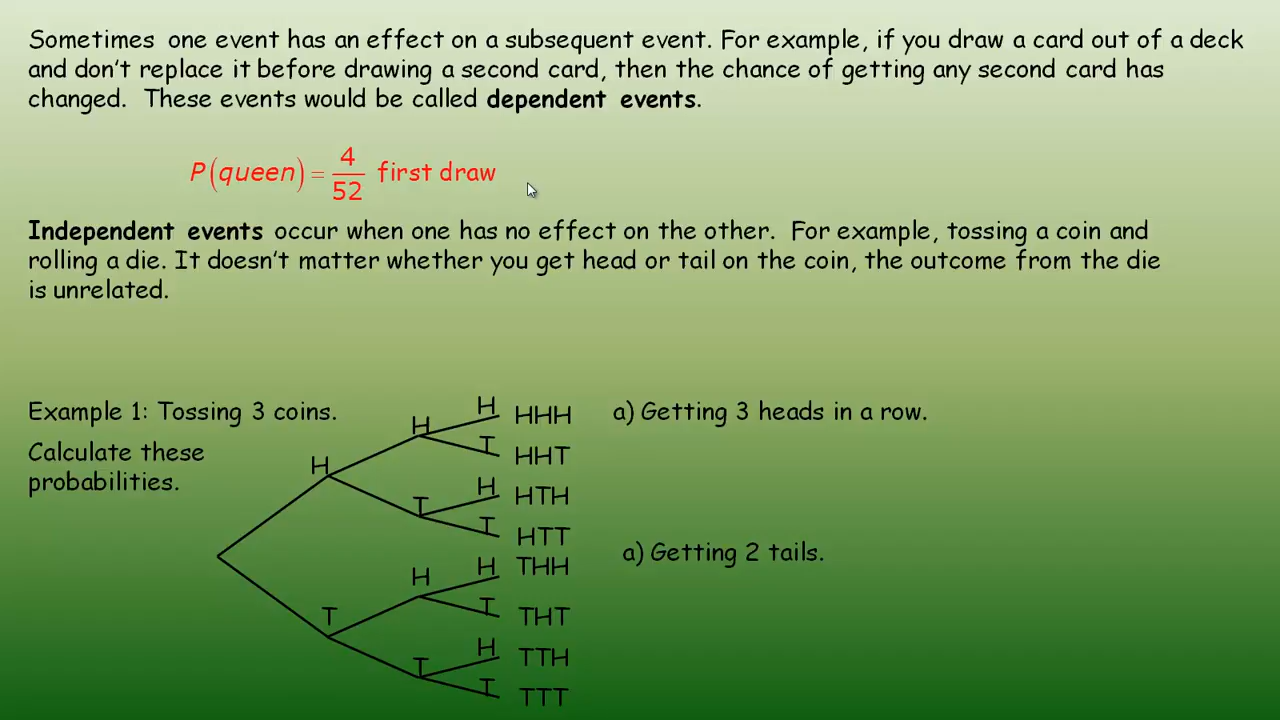 Sometimes one event has an effect on a subsequent event. For example, if you draw a card out of a deck
and don't replace it before drawing a second card, then the chance of getting any second card has
changed. These events would be called dependent events.
P(queen) = 4/52 first draw
Independent events occur when one has no effect on the other. For example, tossing a coin and
rolling a die. It doesn't matter whether you get head or tail on the coin, the outcome from the die
is unrelated.
Example 1: Tossing 3 coins.
Calculate these
probabilities.
H
T
H
T
H
T
H
T
H
T
H
T
H
T
HHH
HHT
HTH
HTT
THH
THT
TTH
TTT
a) Getting 3 heads in a row.
a) Getting 2 tails.